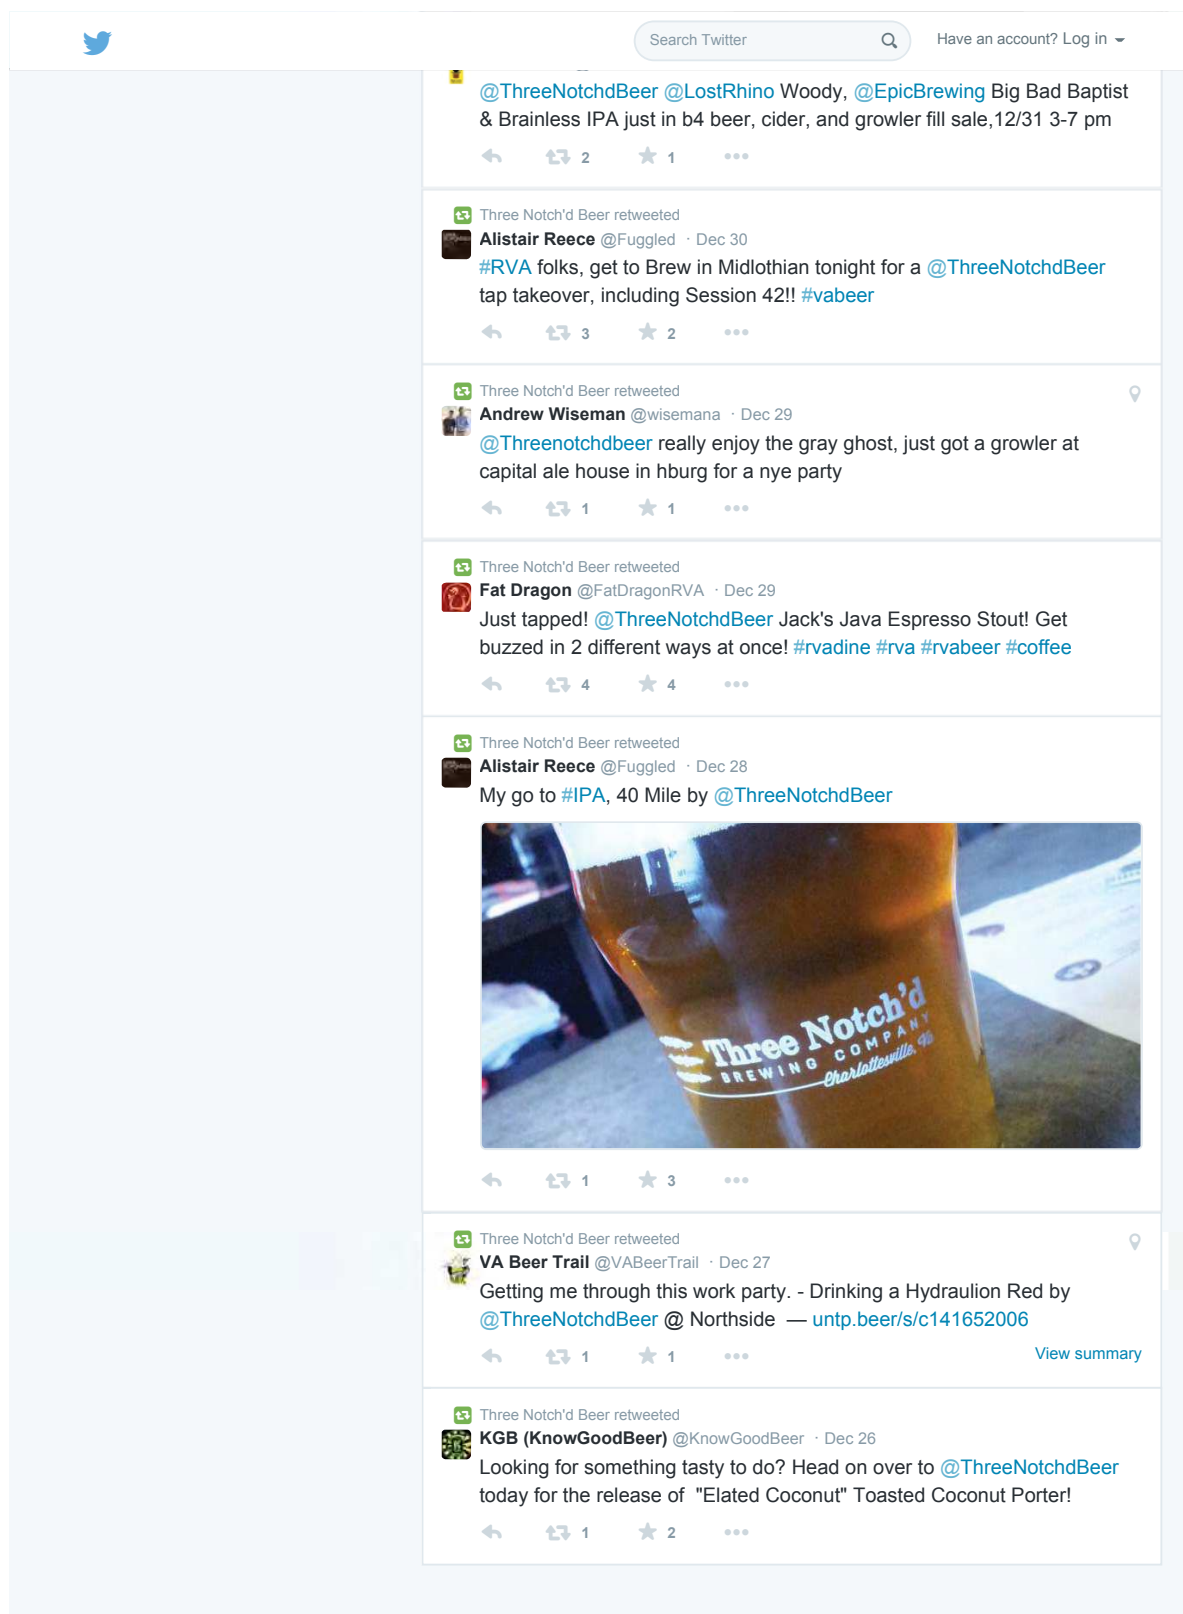 Search Twitter
Have an account? Log in
@ThreeNotchdBeer @LostRhino Woody, @EpicBrewing Big Bad Baptist
& Brainless IPA just in b4 beer, cider, and growler fill sale,12/31 3-7 pm
2 1
Three Notch'd Beer retweeted
Alistair Reece @Fuggled · Dec 30
#RVA folks, get to Brew in Midlothian tonight for a @ThreeNotchdBeer
tap takeover, including Session 42!! #vabeer
3 2
Three Notch'd Beer retweeted
Andrew Wiseman @wisemana · Dec 29
@Threenotchdbeer really enjoy the gray ghost, just got a growler at
capital ale house in hburg for a nye party
1 1
Three Notch'd Beer retweeted
Fat Dragon @FatDragonRVA · Dec 29
Just tapped! @ThreeNotchdBeer Jack's Java Espresso Stout! Get
buzzed in 2 different ways at once! #rvadine #rva #rvabeer #coffee
4 4
Three Notch'd Beer retweeted
Alistair Reece @Fuggled · Dec 28
My go to #IPA, 40 Mile by @ThreeNotchdBeer
Three Notch'd
BREWING COMPANY
Charlottesville, Va
1 3
Three Notch'd Beer retweeted
VA Beer Trail @VABeerTrail · Dec 27
Getting me through this work party. - Drinking a Hydraulion Red by
@ThreeNotchdBeer @ Northside — untp.beer/s/c141652006
1 1 View summary
Three Notch'd Beer retweeted
KGB (KnowGoodBeer) @KnowGoodBeer · Dec 26
Looking for something tasty to do? Head on over to @ThreeNotchdBeer
today for the release of "Elated Coconut" Toasted Coconut Porter!
1 2